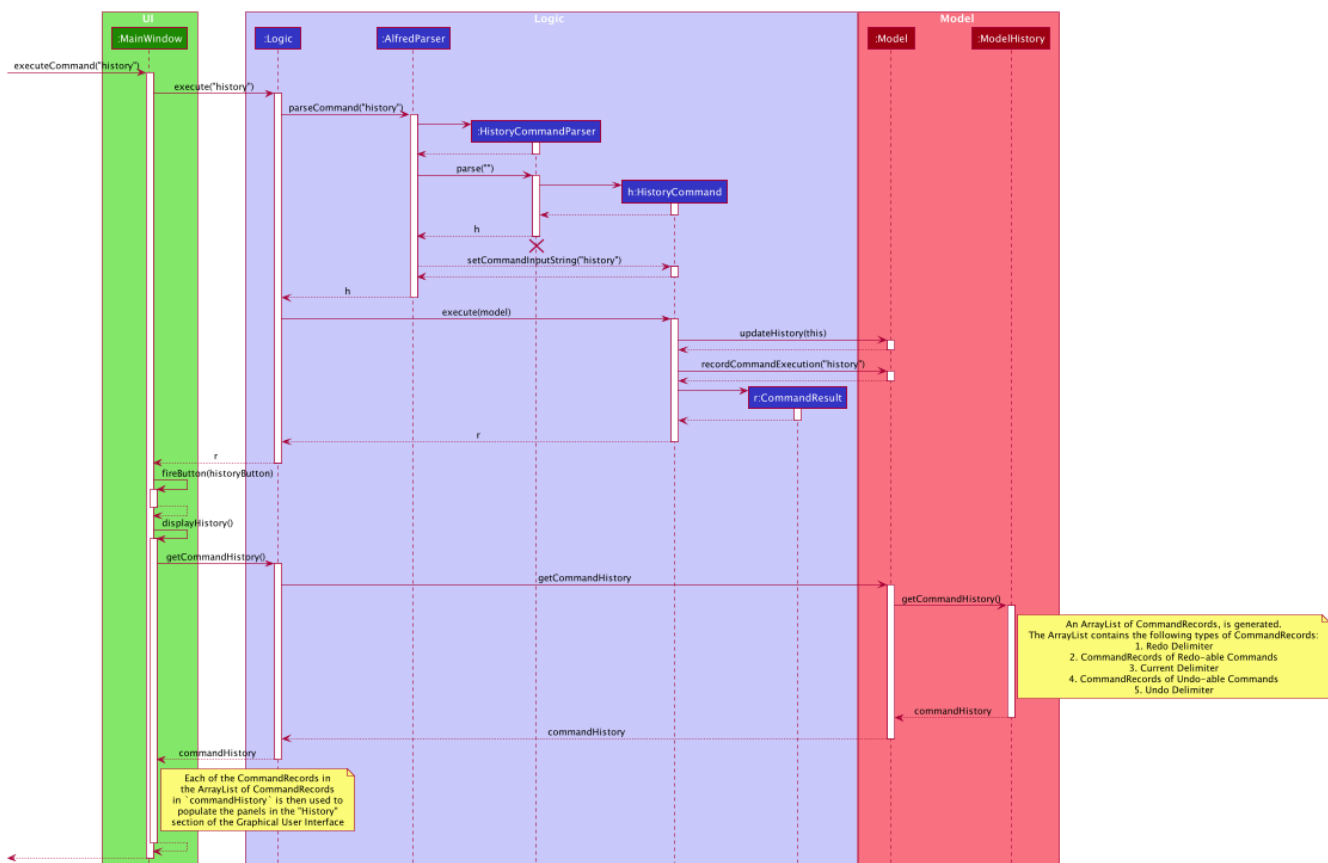 UI
Logic
Model
:MainWindow
:Logic
:AlfredParser
:Model
:ModelHistory
executeCommand("history")
execute("history")
parseCommand("history")
:HistoryCommandParser
parse("")
h:HistoryCommand
h
setCommandInputString("history")
h
execute(model)
updateHistory(this)
recordCommandExecution("history")
r:CommandResult
r
r
fireButton(historyButton)
displayHistory()
getCommandHistory()
getCommandHistory
getCommandHistory()
An ArrayList of CommandRecords, is generated.
The ArrayList contains the following types of CommandRecords:
1. Redo Delimiter
2. CommandRecords of Redo-able Commands
3. Current Delimiter
4. CommandRecords of Undo-able Commands
5. Undo Delimiter
commandHistory
commandHistory
commandHistory
Each of the CommandRecords in
the ArrayList of CommandRecords
in `commandHistory` is then used to
populate the panels in the "History"
section of the Graphical User Interface